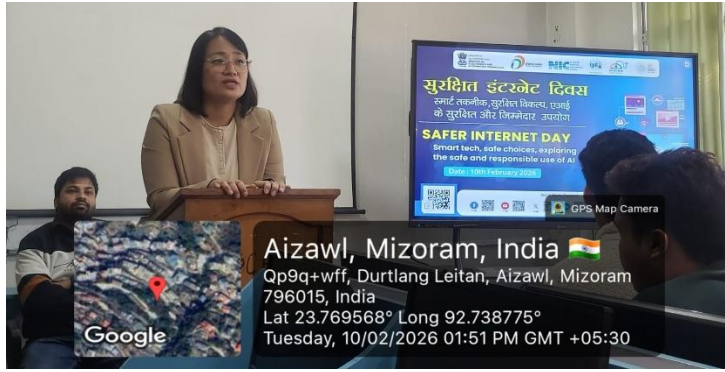 सुरक्षित इंटरनेट दिवस
स्मार्ट तकनीक, सुरक्षित विकल्प, एआई
के सुरक्षित और जिम्मेदार उपयोग
SAFER INTERNET DAY
Smart tech, safe choices, exploring
the safe and responsible use of AI
Date : 10th February 2026
GPS Map Camera
Aizawl, Mizoram, India
Qp9q+wff, Durtlang Leitan, Aizawl, Mizoram
796015, India
Lat 23.769568° Long 92.738775°
Tuesday, 10/02/2026 01:51 PM GMT +05:30
Google